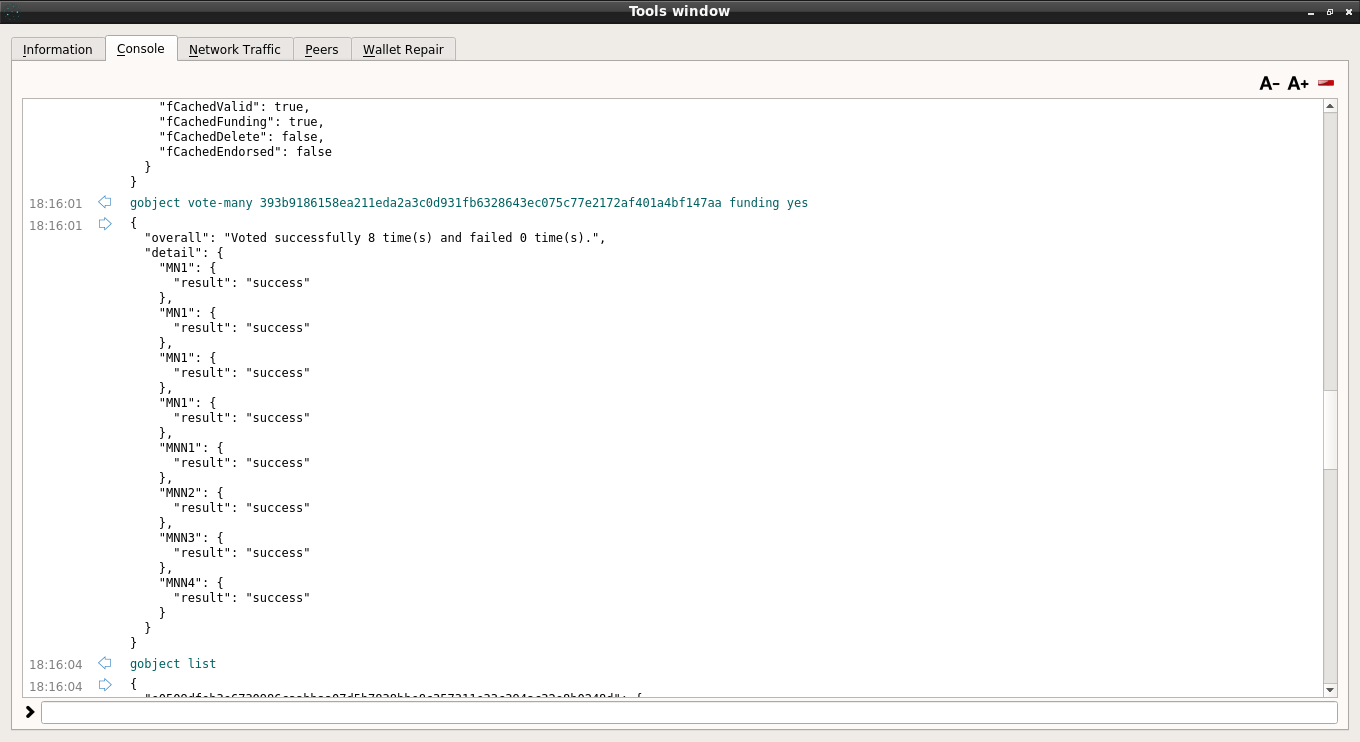 Tools window
Information Console Network Traffic Peers Wallet Repair
A- A+
"fCachedValid": true,
"fCachedFunding": true,
"fCachedDelete": false,
"fCachedEndorsed": false
}
}
18:16:01 gobject vote-many 393b9186158ea211eda2a3c0d931fb6328643ec075c77e2172af401a4bf147aa funding yes
18:16:01 {
"overall": "Voted successfully 8 time(s) and failed 0 time(s).",
"detail": {
"MN1": {
"result": "success"
},
"MN1": {
"result": "success"
},
"MN1": {
"result": "success"
},
"MN1": {
"result": "success"
},
"MNN1": {
"result": "success"
},
"MNN2": {
"result": "success"
},
"MNN3": {
"result": "success"
},
"MNN4": {
"result": "success"
}
}
}
18:16:04 gobject list
18:16:04 {